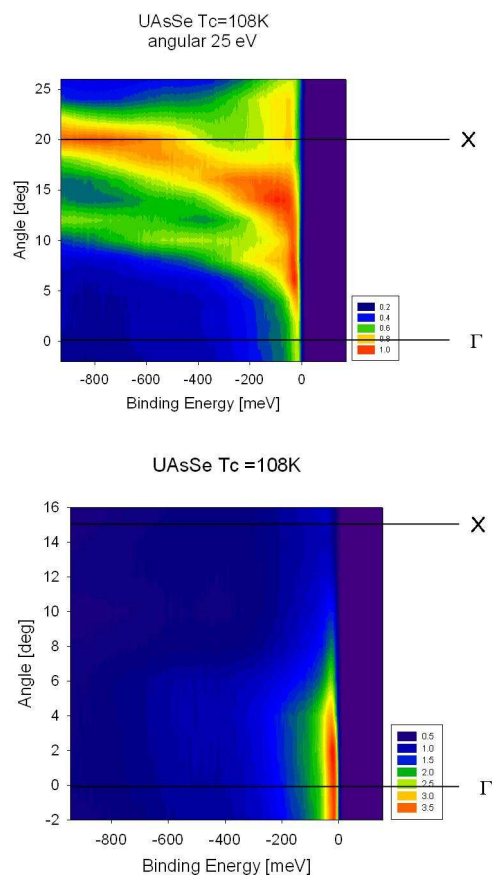 UAsSe Tc=108K
angular 25 eV
25
20
15
10
5
0
Angle [deg]
X
Γ
0.2
0.4
0.6
0.8
1.0
-800 -600 -400 -200 0
Binding Energy [meV]
UAsSe Tc =108K
16
14
12
10
8
6
4
2
0
-2
Angle [deg]
X
Γ
0.5
1.0
1.5
2.0
2.5
3.0
3.5
-800 -600 -400 -200 0
Binding Energy [meV]